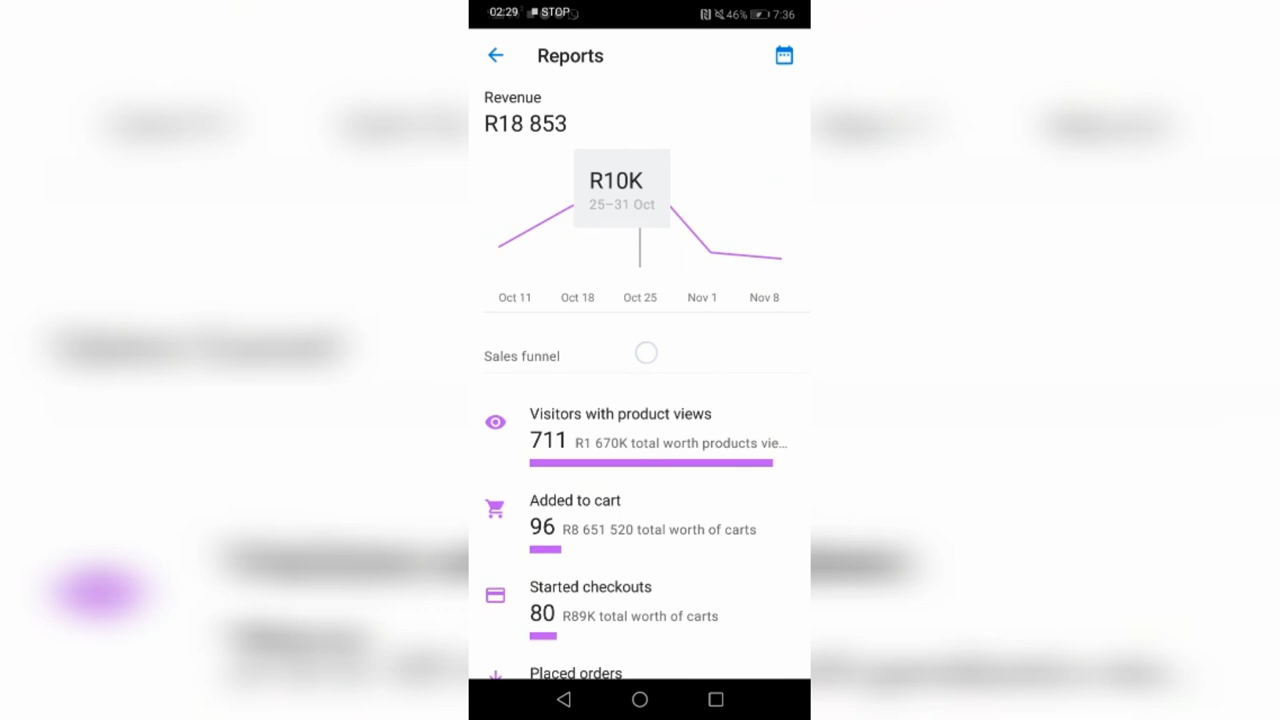 02:29 STOP 46% 7:36
Reports
Revenue
R18 853
R10K
25–31 Oct
Oct 11 Oct 18 Oct 25 Nov 1 Nov 8
Sales funnel
Visitors with product views
711 R1 670K total worth products vie...
Added to cart
96 R8 651 520 total worth of carts
Started checkouts
80 R89K total worth of carts
Placed orders